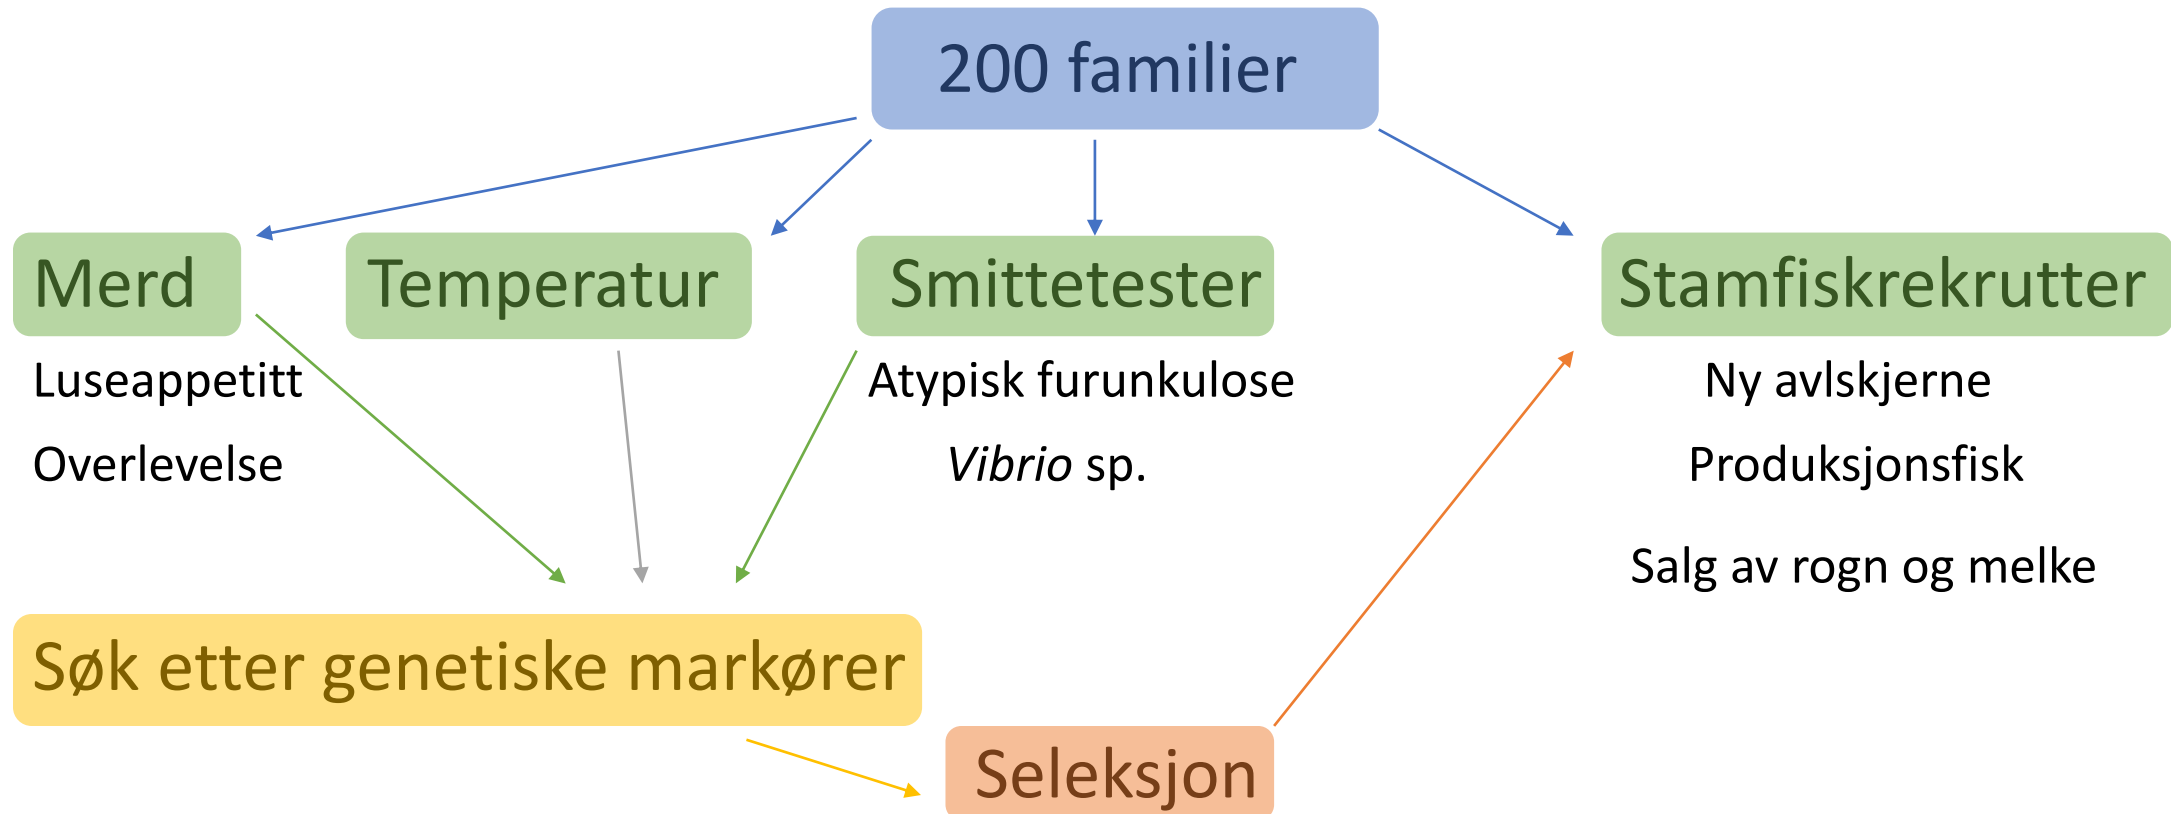 200 familier
Merd
Temperatur
Smittetester
Stamfiskrekrutter
Luseappetitt
Overlevelse
Atypisk furunkulose
Vibrio sp.
Ny avlskjerne
Produksjonsfisk
Salg av rogn og melke
Søk etter genetiske markører
Seleksjon